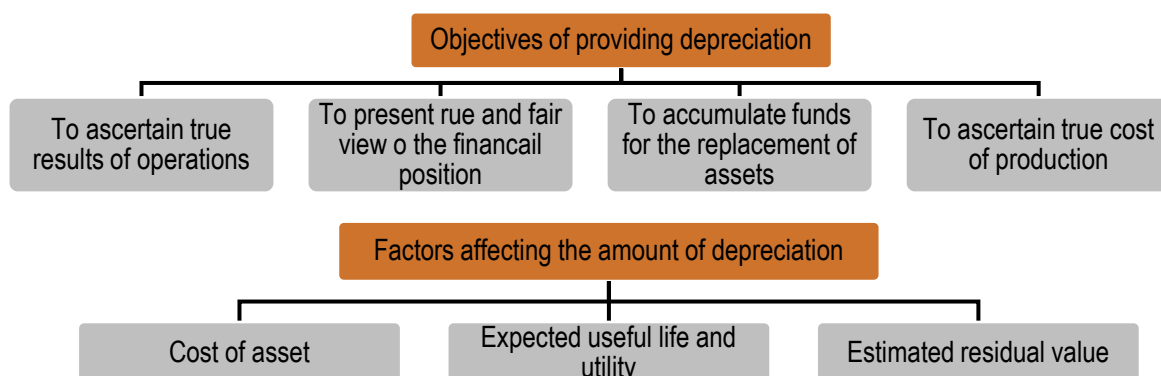 Objectives of providing depreciation
To ascertain true
results of operations
To present rue and fair
view o the financail
position
To accumulate funds
for the replacement of
assets
To ascertain true cost
of production
Factors affecting the amount of depreciation
Cost of asset
Expected useful life and
utility
Estimated residual value